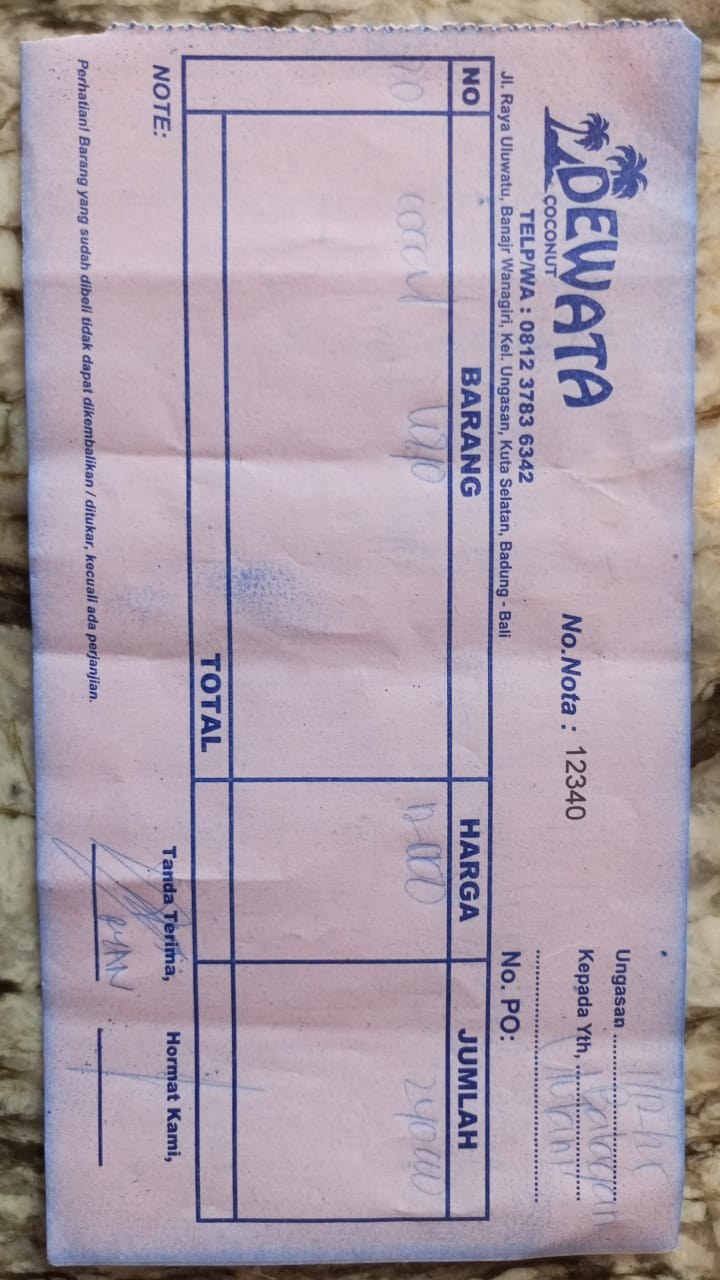 DEWATA
COCONUT
TELP/WA : 0812 3783 6342
Jl. Raya Uluwatu, Banajr Wanagiri, Kel. Ungasan, Kuta Selatan, Badung - Bali
No.Nota : 12340
Ungasan
Kepada Yth,
No. PO:
NO BARANG HARGA JUMLAH
20 12.000 240.000
TOTAL
NOTE:
Tanda Terima, Hormat Kami,
Perhatian! Barang yang sudah dibeli tidak dapat dikembalikan / ditukar, kecuali ada perjanjian.